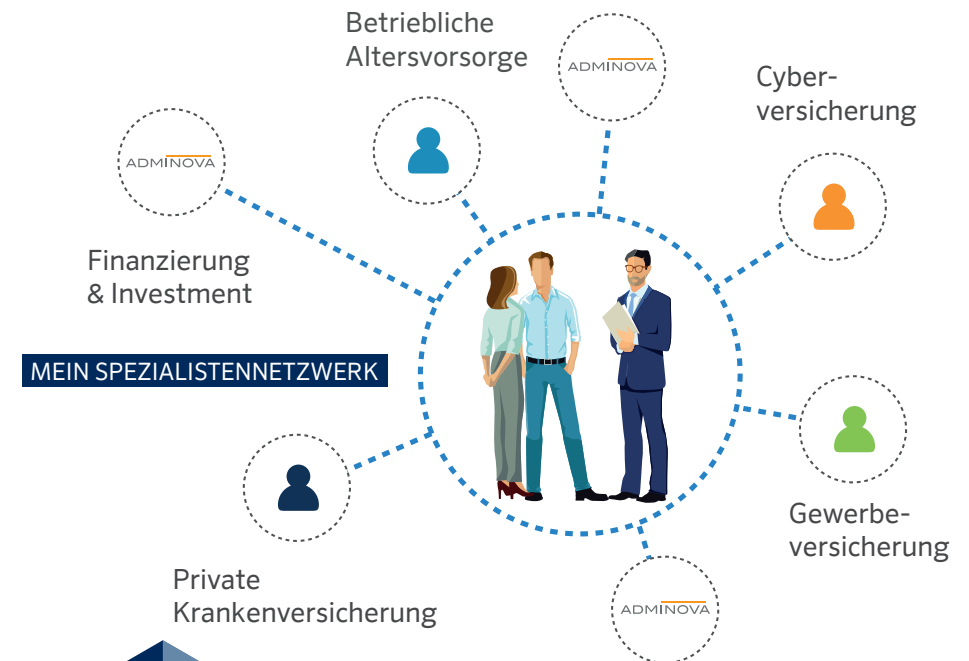 Betriebliche
Altersvorsorge
ADMINOVA
Cyber-
versicherung
ADMINOVA
Finanzierung
& Investment
MEIN SPEZIALISTENNETZWERK
Gewerbe-
versicherung
Private
Krankenversicherung
ADMINOVA